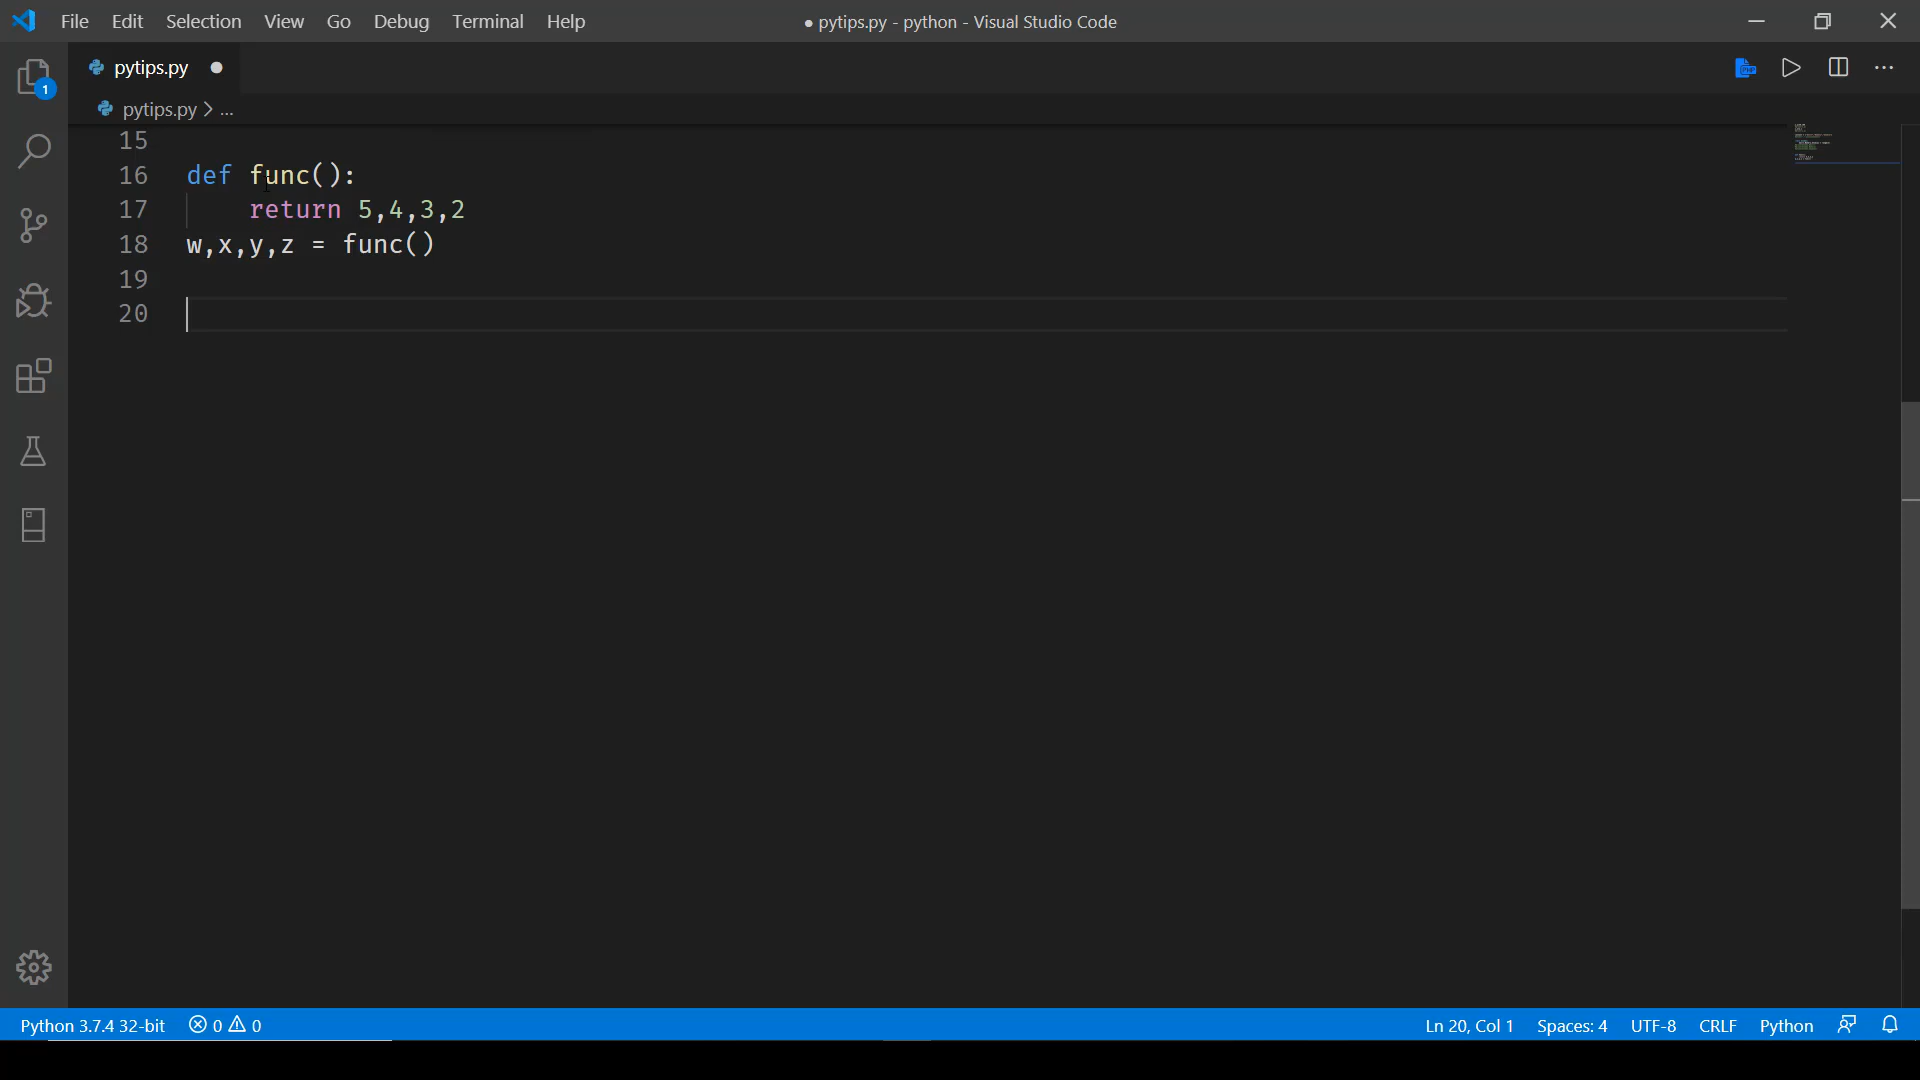 File Edit Selection View Go Debug Terminal Help ● pytips.py - python - Visual Studio Code
pytips.py ●
1
pytips.py > ...
15
16 def func():
17     return 5,4,3,2
18 w,x,y,z = func()
19
20
Python 3.7.4 32-bit 0 0 Ln 20, Col 1 Spaces: 4 UTF-8 CRLF Python